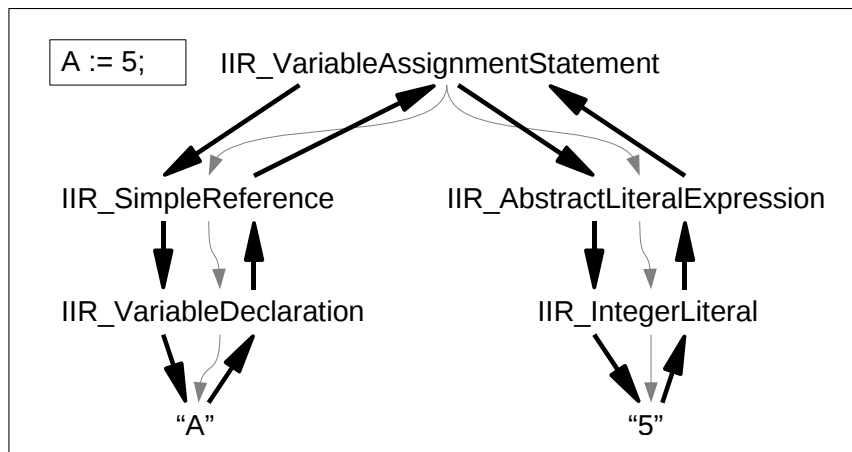 A := 5;
IIR_VariableAssignmentStatement
IIR_SimpleReference
IIR_AbstractLiteralExpression
IIR_VariableDeclaration
IIR_IntegerLiteral
“A”
“5”